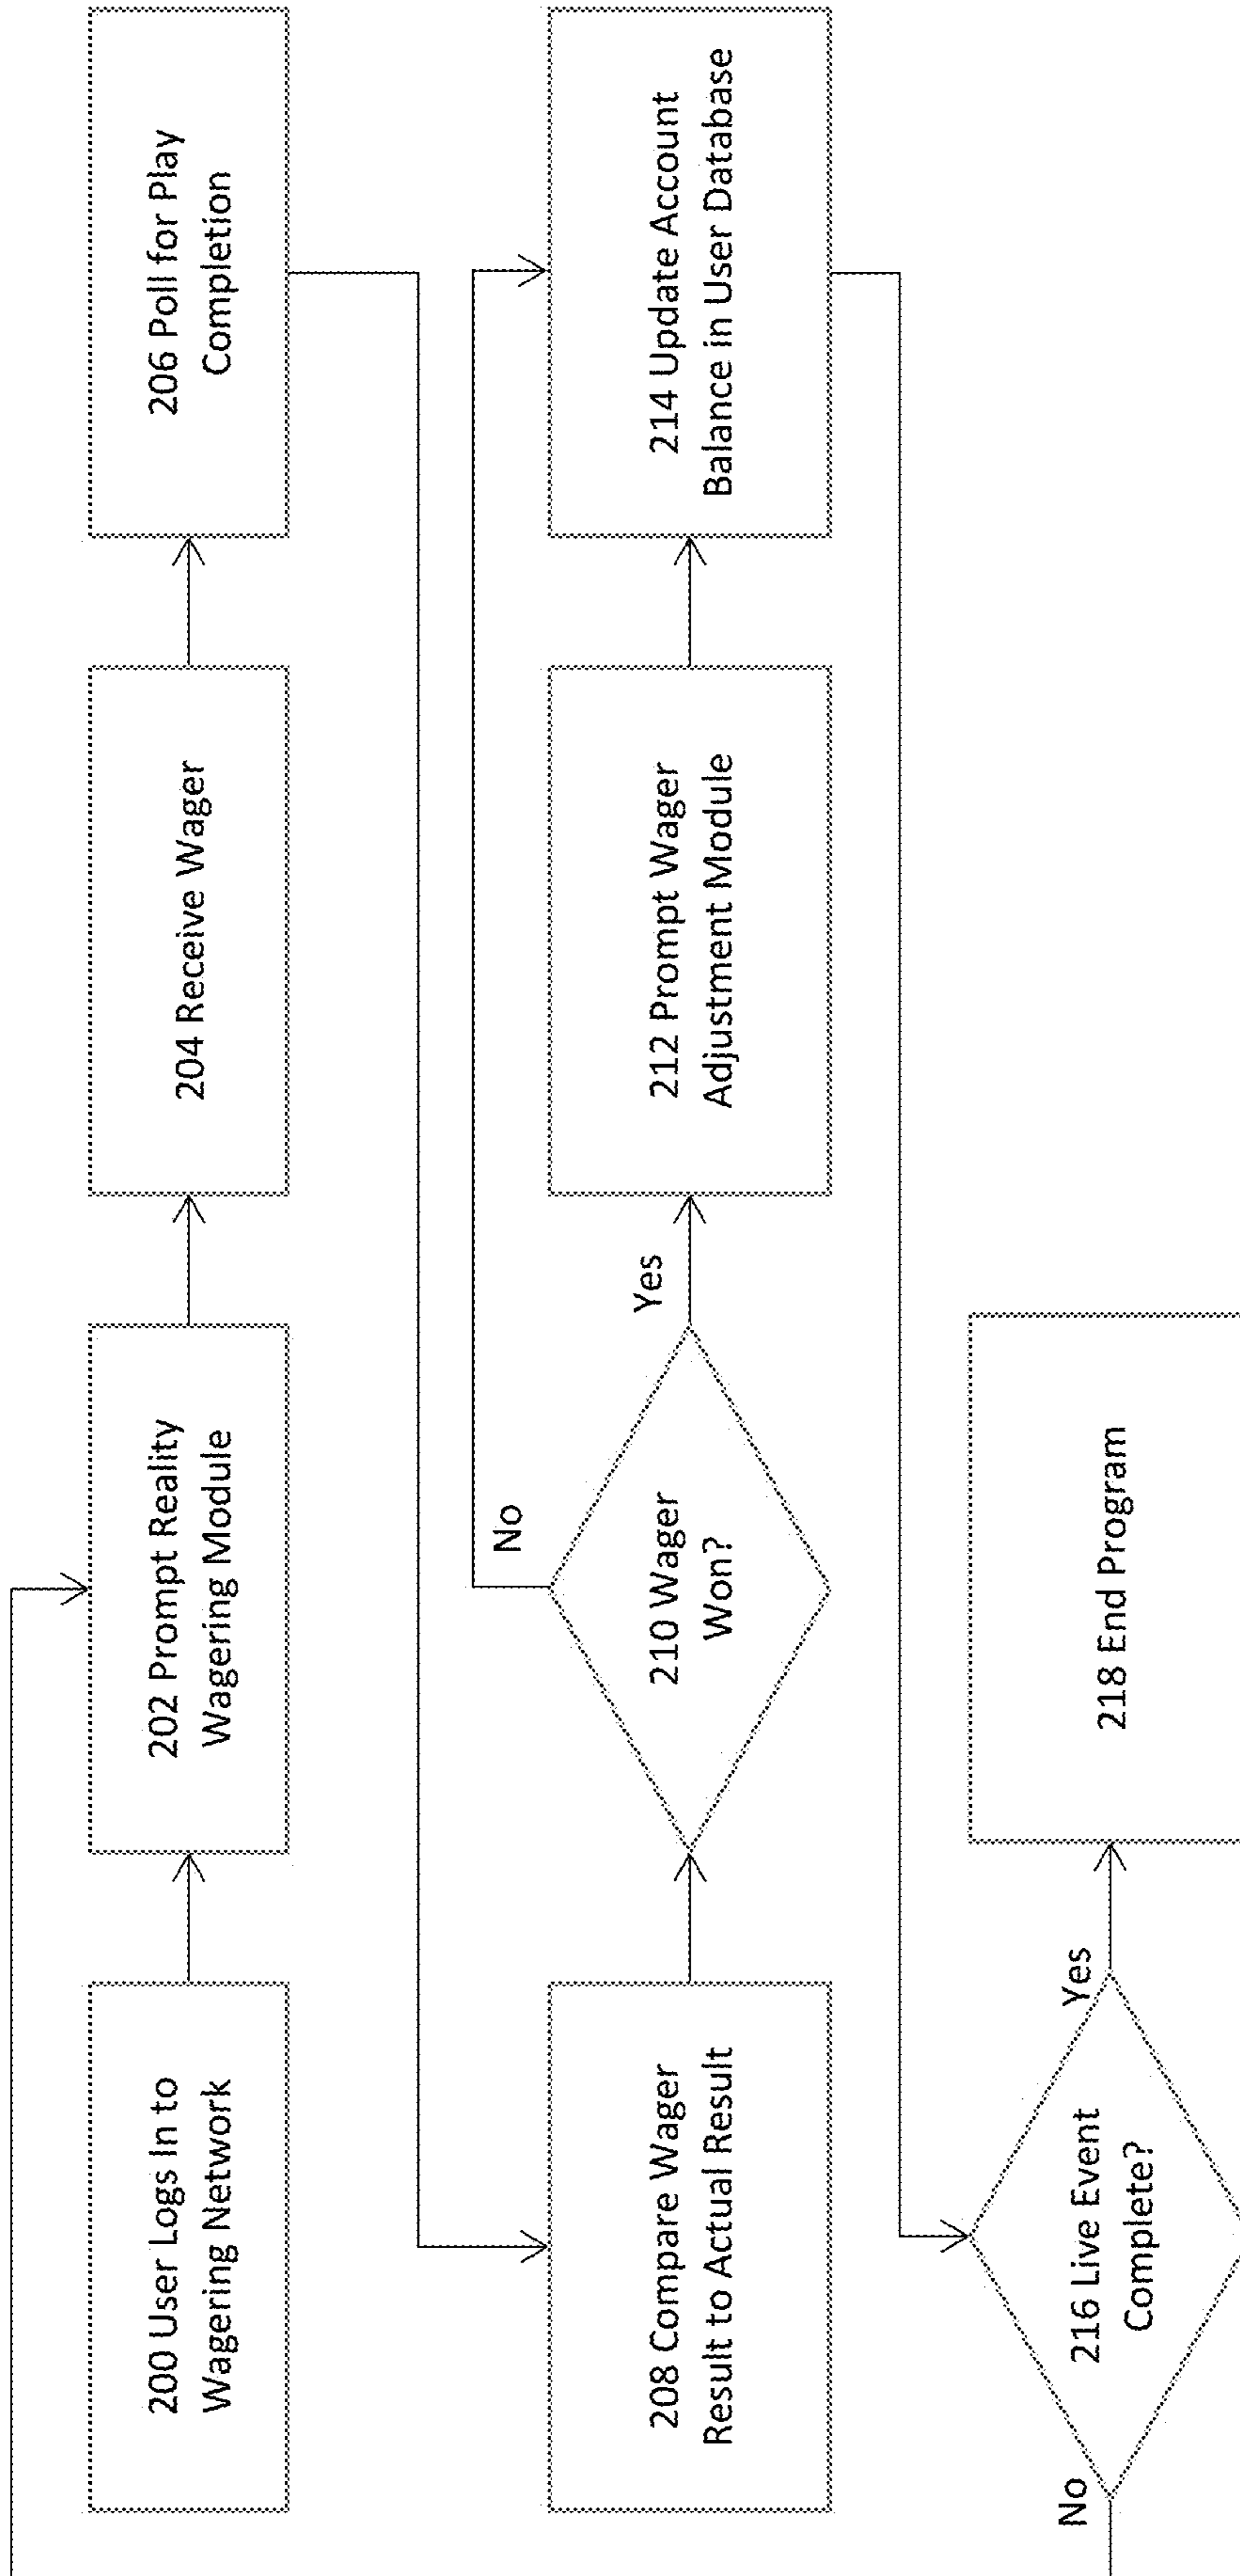 200 User Logs In to
Wagering Network
202 Prompt Reality
Wagering Module
204 Receive Wager
206 Poll for Play
Completion
208 Compare Wager
Result to Actual Result
210 Wager
Won?
No
Yes
212 Prompt Wager
Adjustment Module
214 Update Account
Balance in User Database
No
216 Live Event
Complete?
Yes
218 End Program